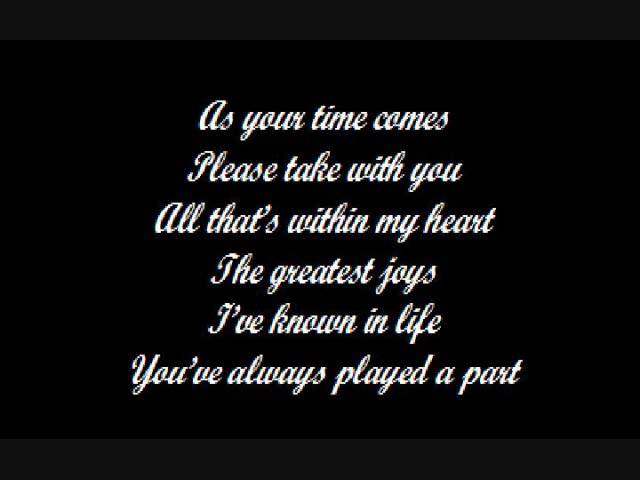 As your time comes
Please take with you
All that's within my heart
The greatest joys
I've known in life
You've always played a part